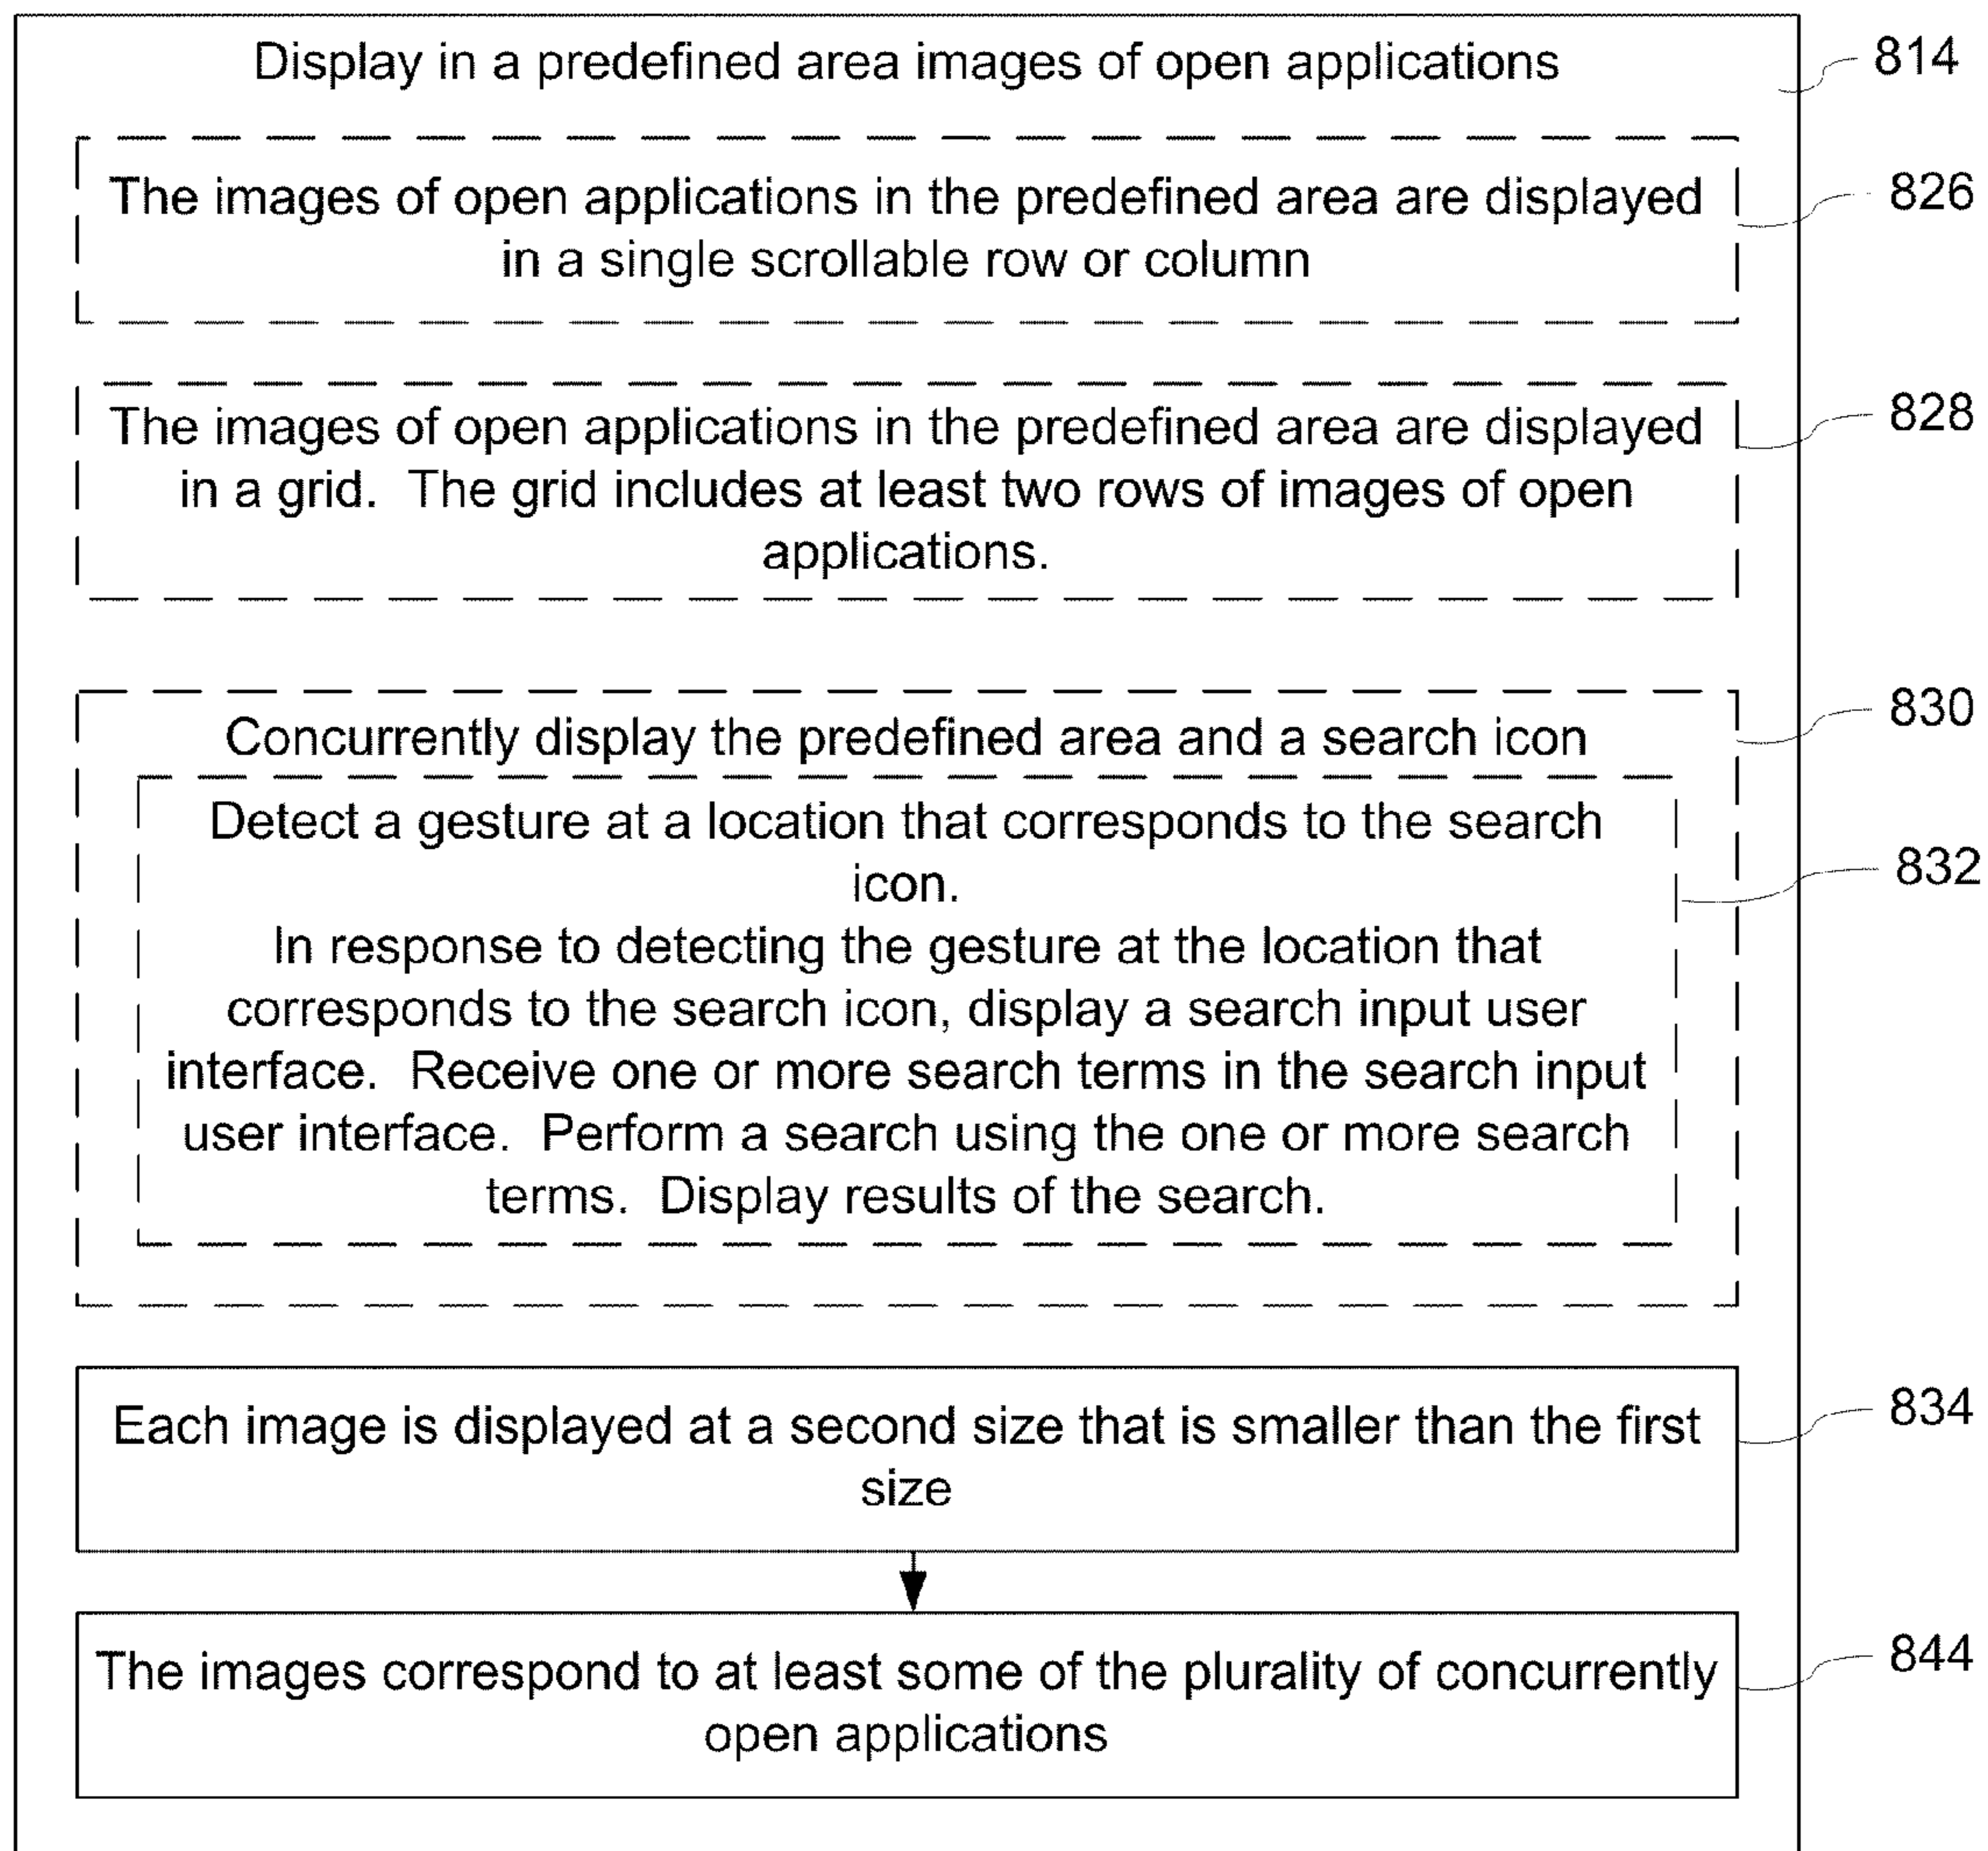 Display in a predefined area images of open applications
814
The images of open applications in the predefined area are displayed
in a single scrollable row or column
826
The images of open applications in the predefined area are displayed
in a grid. The grid includes at least two rows of images of open
applications.
828
Concurrently display the predefined area and a search icon
830
Detect a gesture at a location that corresponds to the search
icon.
In response to detecting the gesture at the location that
corresponds to the search icon, display a search input user
interface. Receive one or more search terms in the search input
user interface. Perform a search using the one or more search
terms. Display results of the search.
832
Each image is displayed at a second size that is smaller than the first
size
834
The images correspond to at least some of the plurality of concurrently
open applications
844